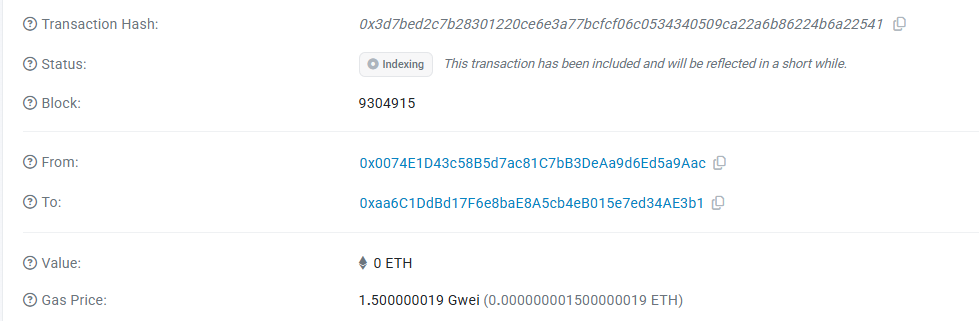 Transaction Hash: 0x3d7bed2c7b28301220ce6e3a77bcfcf06c0534340509ca22a6b86224b6a22541
Status: Indexing This transaction has been included and will be reflected in a short while.
Block: 9304915
From: 0x0074E1D43c58B5d7ac81C7bB3DeAa9d6Ed5a9Aac
To: 0xaa6C1DdBd17F6e8baE8A5cb4eB015e7ed34AE3b1
Value: 0 ETH
Gas Price: 1.500000019 Gwei (0.000000001500000019 ETH)